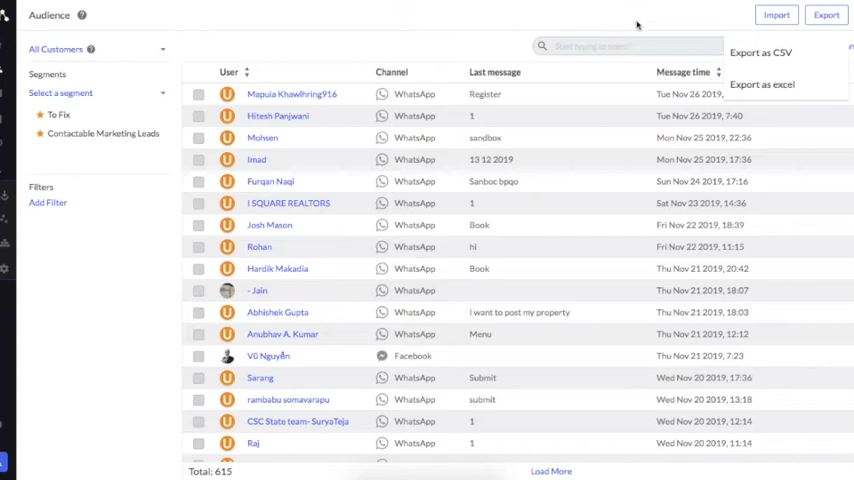 Audience ?
Import
Export
All Customers ?
Start typing to search
Export as CSV
Export as excel
Segments
Select a segment
To Fix
Contactable Marketing Leads
Filters
Add Filter
User Channel Last message Message time
Mapuia Khawlhring916 WhatsApp Register Tue Nov 26 2019,
Hitesh Panjwani WhatsApp 1 Tue Nov 26 2019, 7:40
Mohsen WhatsApp sandbox Mon Nov 25 2019, 22:36
Imad WhatsApp 13 12 2019 Mon Nov 25 2019, 17:36
Furqan Naqi WhatsApp Sanboc bpqo Sun Nov 24 2019, 17:16
I SQUARE REALTORS WhatsApp 1 Sat Nov 23 2019, 14:36
Josh Mason WhatsApp Book Fri Nov 22 2019, 18:39
Rohan WhatsApp hi Fri Nov 22 2019, 11:15
Hardik Makadia WhatsApp Book Thu Nov 21 2019, 20:42
- Jain WhatsApp Thu Nov 21 2019, 18:07
Abhishek Gupta WhatsApp I want to post my property Thu Nov 21 2019, 18:03
Anubhav A. Kumar WhatsApp Menu Thu Nov 21 2019, 12:12
Vũ Nguyễn Facebook Thu Nov 21 2019, 7:23
Sarang WhatsApp Submit Wed Nov 20 2019, 17:36
rambabu somavarapu WhatsApp submit Wed Nov 20 2019, 13:18
CSC State team- SuryaTeja WhatsApp 1 Wed Nov 20 2019, 12:14
Raj WhatsApp 1 Wed Nov 20 2019, 11:14
Total: 615 Load More